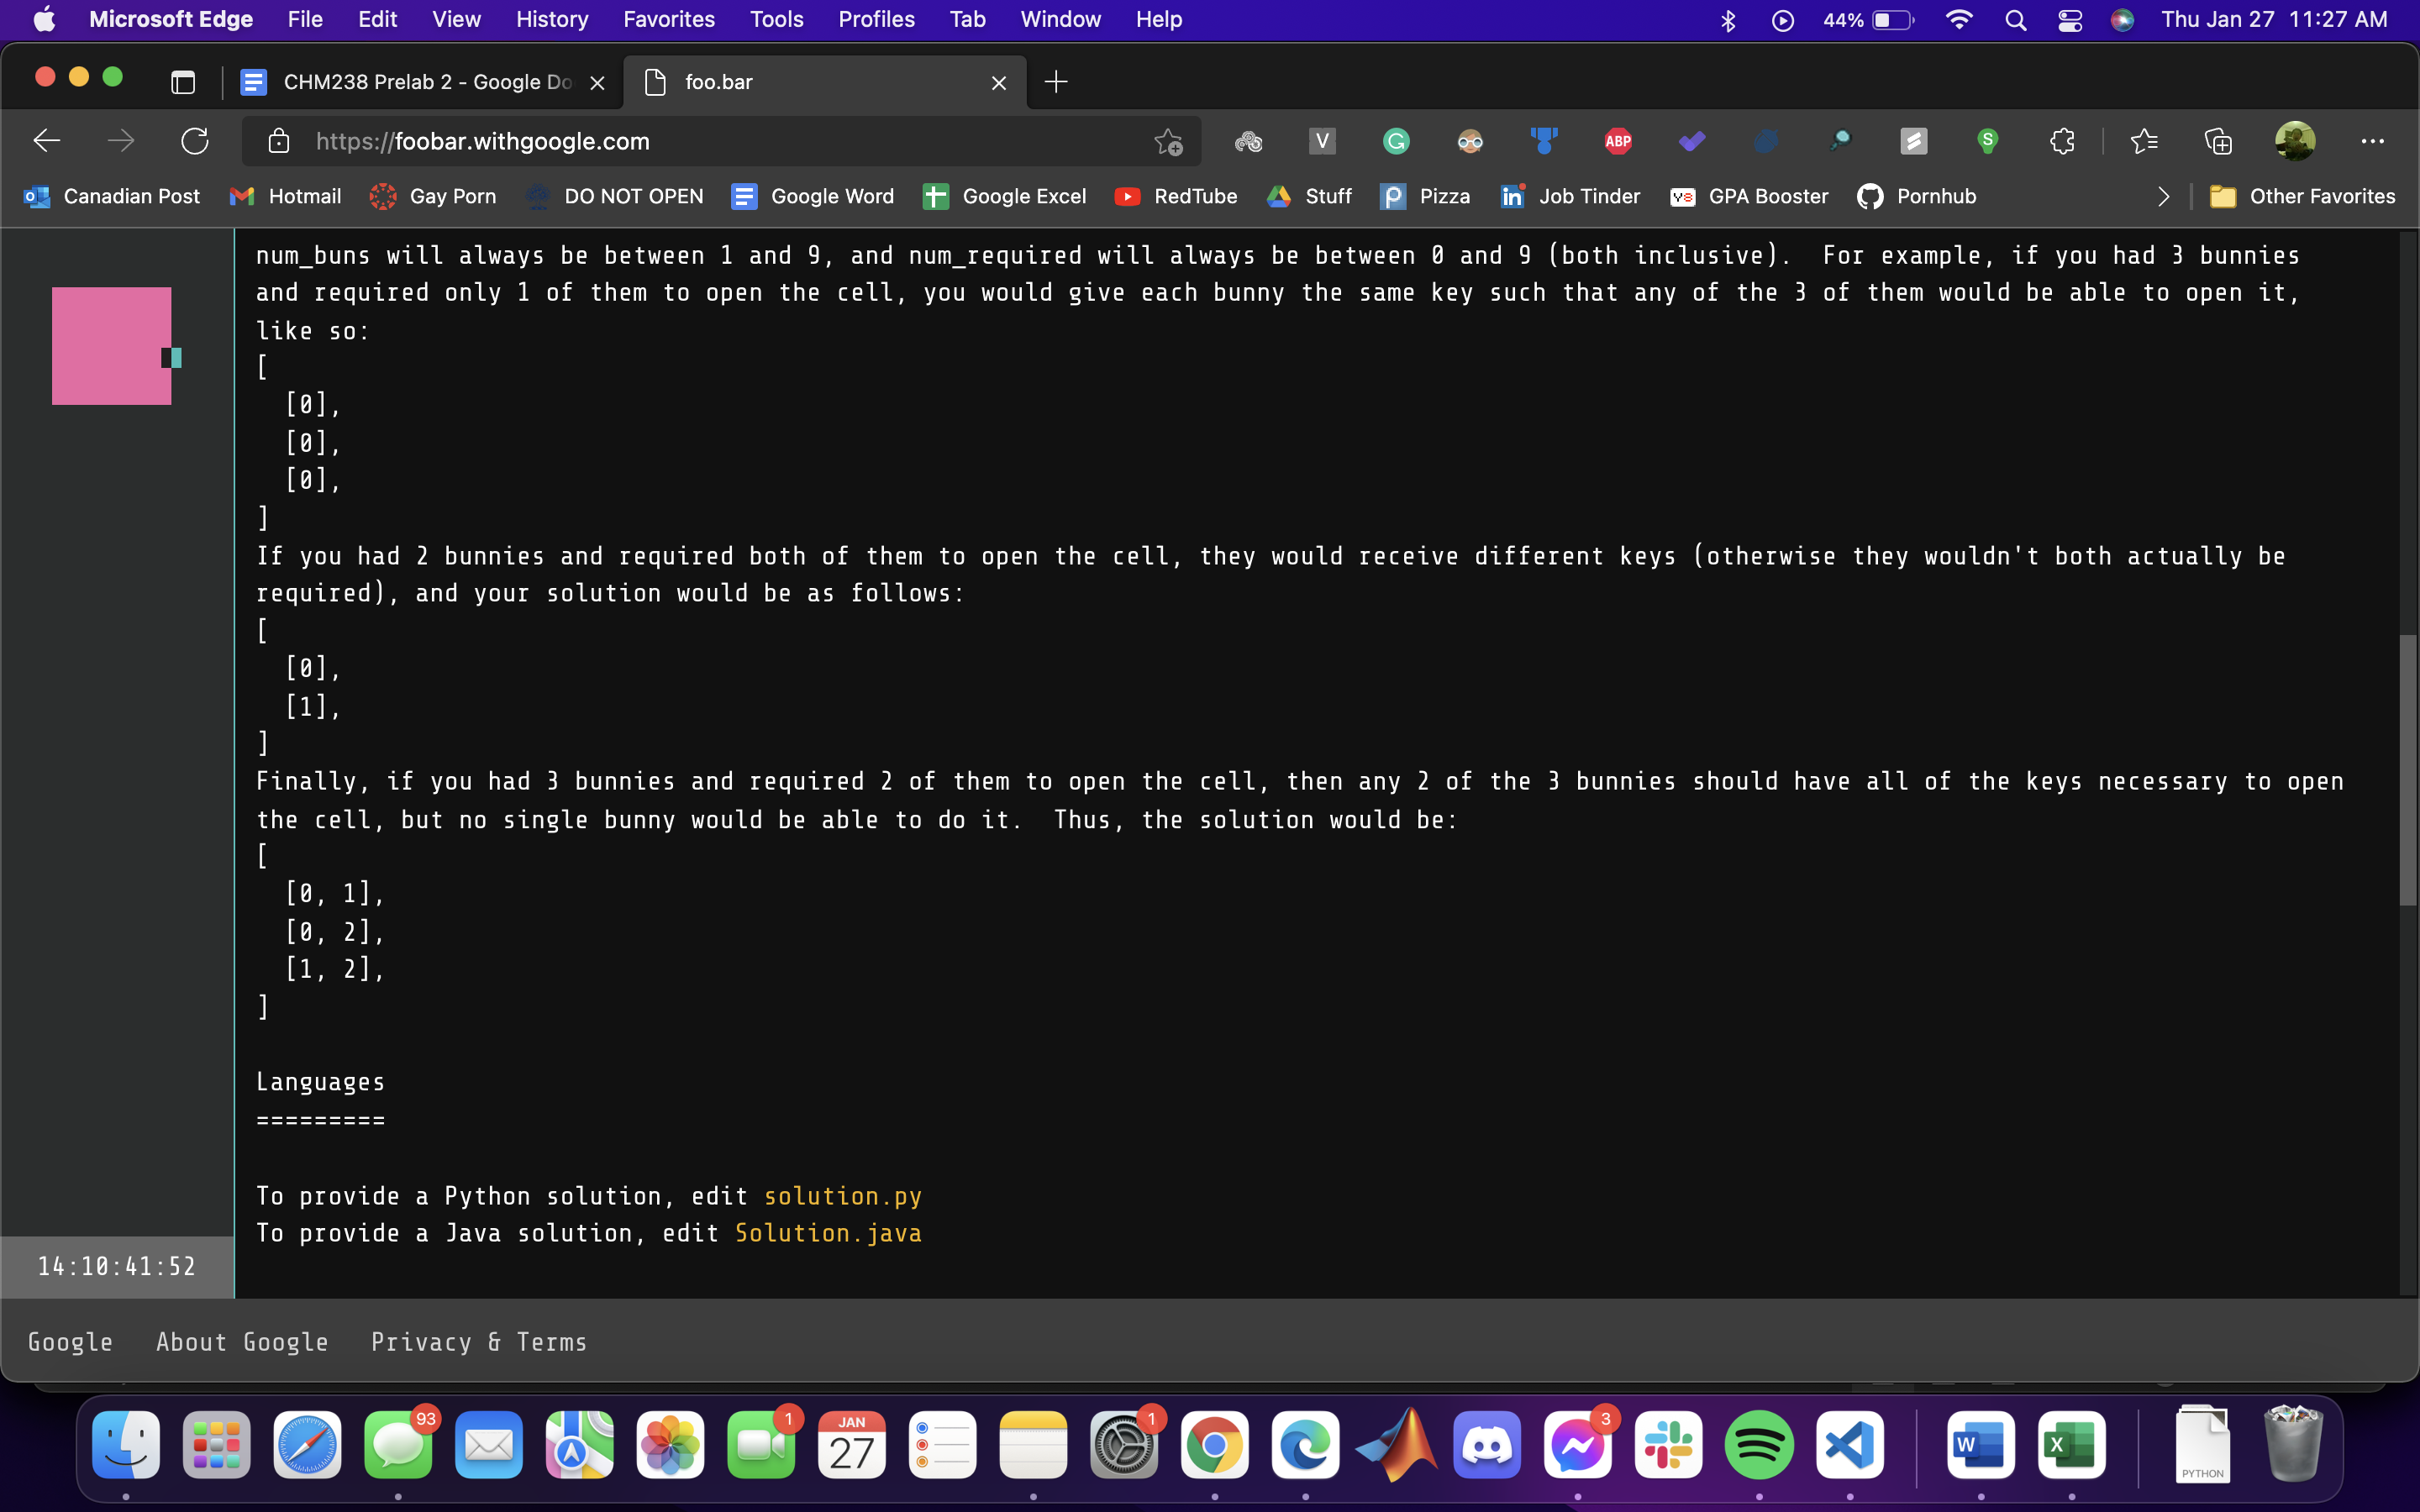 Microsoft Edge File Edit View History Favorites Tools Profiles Tab Window Help 44% Thu Jan 27 11:27 AM
CHM238 Prelab 2 - Google Do foo.bar
https://foobar.withgoogle.com V G ABP S
Canadian Post Hotmail Gay Porn DO NOT OPEN Google Word Google Excel RedTube Stuff Pizza Job Tinder GPA Booster Pornhub Other Favorites
num_buns will always be between 1 and 9, and num_required will always be between 0 and 9 (both inclusive). For example, if you had 3 bunnies
and required only 1 of them to open the cell, you would give each bunny the same key such that any of the 3 of them would be able to open it,
like so:
[
[0],
[0],
[0],
]
If you had 2 bunnies and required both of them to open the cell, they would receive different keys (otherwise they wouldn't both actually be
required), and your solution would be as follows:
[
[0],
[1],
]
Finally, if you had 3 bunnies and required 2 of them to open the cell, then any 2 of the 3 bunnies should have all of the keys necessary to open
the cell, but no single bunny would be able to do it. Thus, the solution would be:
[
[0, 1],
[0, 2],
[1, 2],
]
Languages
=========
To provide a Python solution, edit solution.py
To provide a Java solution, edit Solution.java
14:10:41:52
Google About Google Privacy & Terms
93 1 JAN 1 3
27 W X
PYTHON